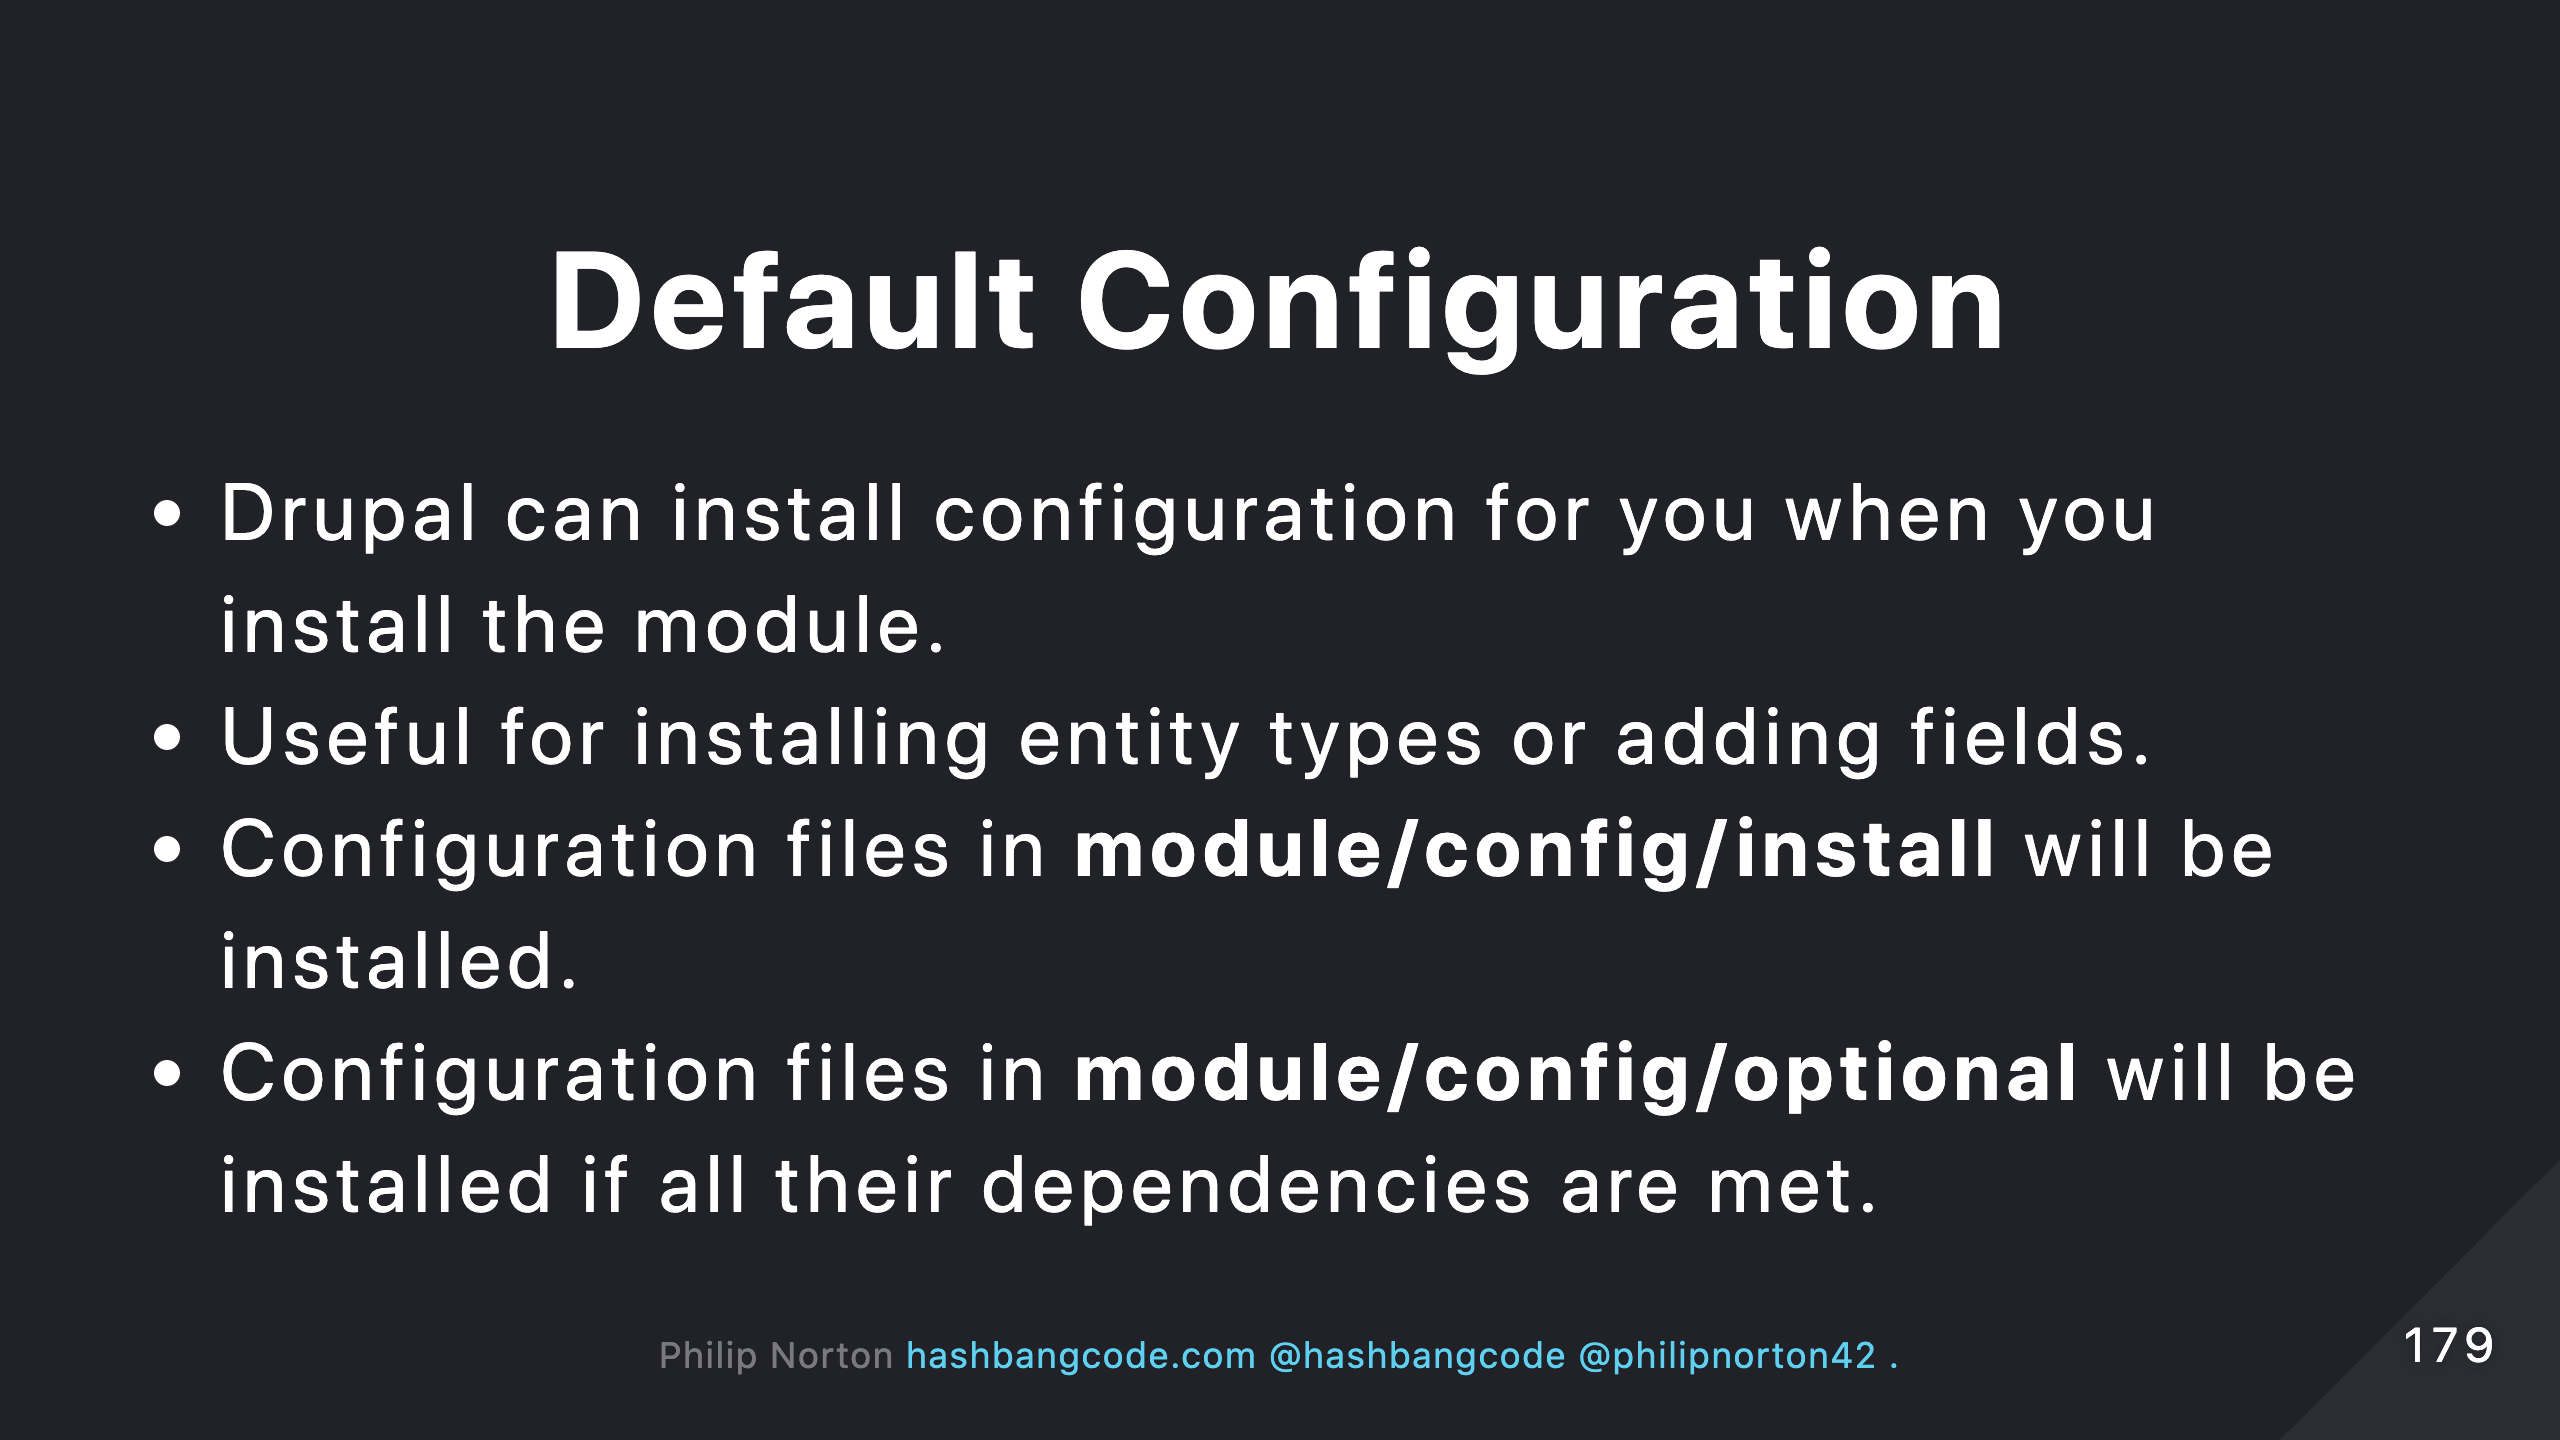 Default Configuration
• Drupal can install configuration for you when you
install the module.
• Useful for installing entity types or adding fields.
• Configuration files in module/config/install will be
installed.
• Configuration files in module/config/optional will be
installed if all their dependencies are met.
Philip Norton hashbangcode.com @hashbangcode @philipnorton42 .
179